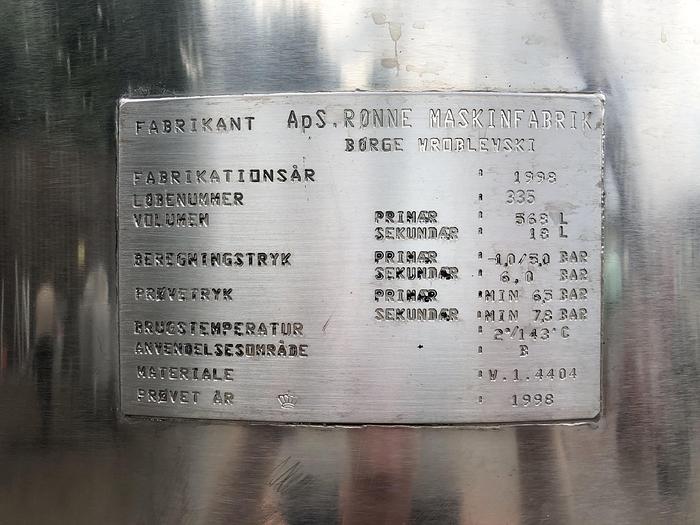 FABRIKANT ApS. RØNNE MASKINFABRIK
BØRGE WROBLEWSKI
FABRIKATIONSÅR : 1998
LØBENUMMER : 335
VOLUMEN PRIMÆR : 568 L
SEKUNDÆR : 18 L
BEREGNINGSTRYK PRIMÆR : -1,0/5,0 BAR
SEKUNDÆR : 6,0 BAR
PRØVETRYK PRIMÆR : MIN 6,5 BAR
SEKUNDÆR : MIN 7,8 BAR
BRUGSTEMPERATUR : 2°/143°C
ANVENDELSESOMRÅDE : B
MATERIALE : W.1.4404
PRØVET ÅR : 1998